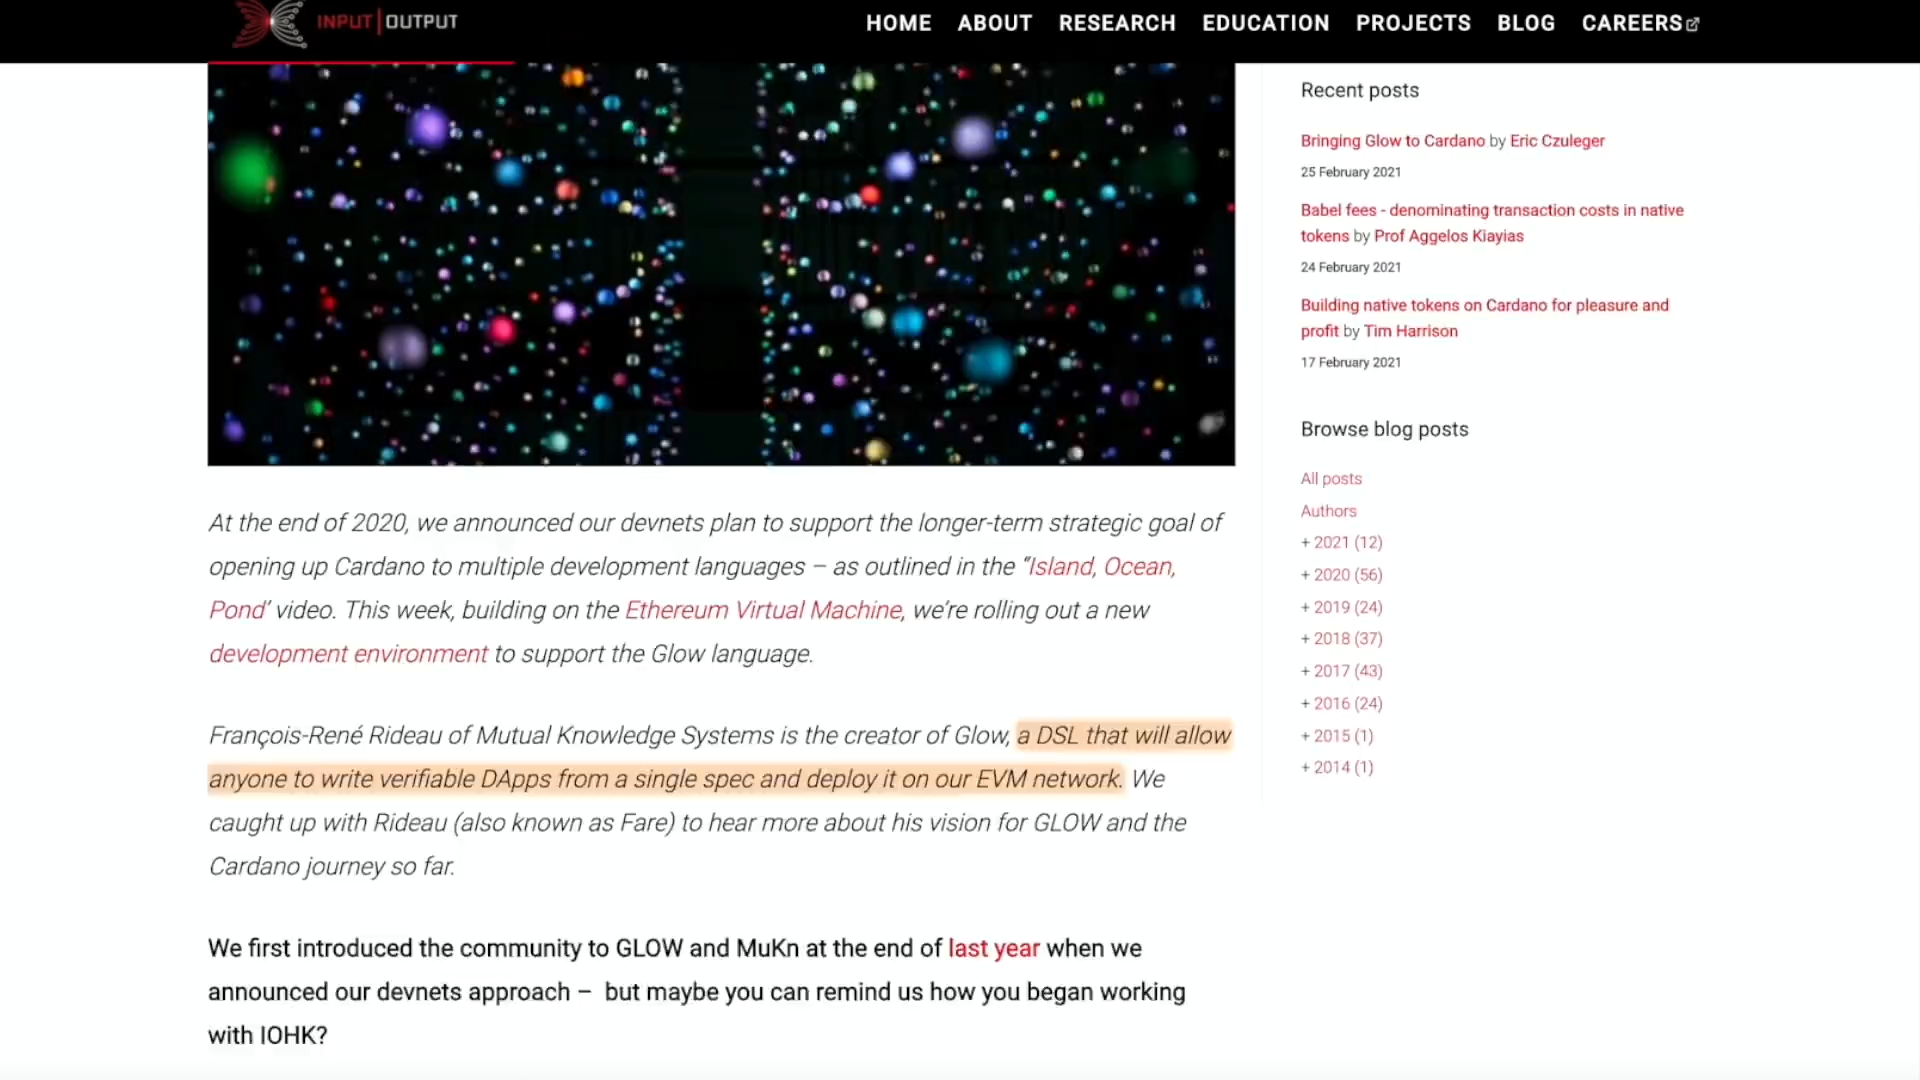 INPUT|OUTPUT
HOME ABOUT RESEARCH EDUCATION PROJECTS BLOG CAREERS
At the end of 2020, we announced our devnets plan to support the longer-term strategic goal of
opening up Cardano to multiple development languages – as outlined in the “Island, Ocean,
Pond’ video. This week, building on the Ethereum Virtual Machine, we’re rolling out a new
development environment to support the Glow language.
François-René Rideau of Mutual Knowledge Systems is the creator of Glow, a DSL that will allow
anyone to write verifiable DApps from a single spec and deploy it on our EVM network. We
caught up with Rideau (also known as Fare) to hear more about his vision for GLOW and the
Cardano journey so far.
We first introduced the community to GLOW and MuKn at the end of last year when we
announced our devnets approach – but maybe you can remind us how you began working
with IOHK?
Recent posts
Bringing Glow to Cardano by Eric Czuleger
25 February 2021
Babel fees - denominating transaction costs in native
tokens by Prof Aggelos Kiayias
24 February 2021
Building native tokens on Cardano for pleasure and
profit by Tim Harrison
17 February 2021
Browse blog posts
All posts
Authors
+ 2021 (12)
+ 2020 (56)
+ 2019 (24)
+ 2018 (37)
+ 2017 (43)
+ 2016 (24)
+ 2015 (1)
+ 2014 (1)